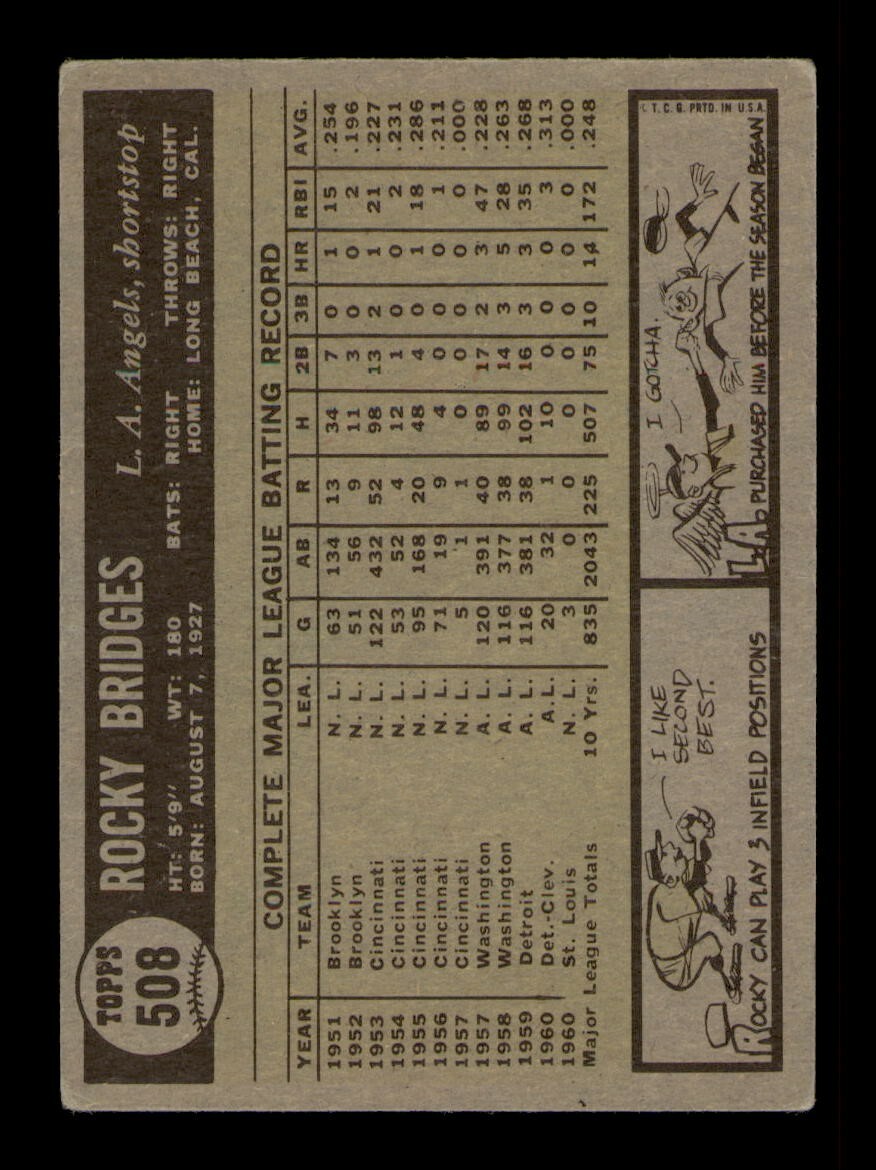 TOPPS
508
ROCKY BRIDGES L. A. Angels, shortstop
HT: 5'9" WT: 180 BATS: RIGHT THROWS: RIGHT
BORN: AUGUST 7, 1927 HOME: LONG BEACH, CAL.
COMPLETE MAJOR LEAGUE BATTING RECORD
YEAR TEAM LEA. G AB R H 2B 3B HR RBI AVG.
1951 Brooklyn N. L. 63 134 13 34 7 0 1 15 .254
1952 Brooklyn N. L. 51 56 9 11 3 0 0 2 .196
1953 Cincinnati N. L. 122 432 52 98 13 2 1 21 .227
1954 Cincinnati N. L. 53 52 4 12 1 0 0 2 .231
1955 Cincinnati N. L. 95 168 20 48 4 0 1 18 .286
1956 Cincinnati N. L. 71 19 9 4 0 0 0 1 .211
1957 Cincinnati N. L. 5 1 1 0 0 0 0 0 .000
1957 Washington A. L. 120 391 40 89 17 2 3 47 .228
1958 Washington A. L. 116 377 38 99 14 3 5 28 .263
1959 Detroit A. L. 116 381 38 102 16 3 3 35 .268
1960 Det.-Clev. A.L. 20 32 1 10 0 0 0 3 .313
1960 St. Louis N. L. 3 0 0 0 0 0 0 0 .000
Major League Totals 10 Yrs. 835 2043 225 507 75 10 14 172 .248
I LIKE
SECOND
BEST.
ROCKY CAN PLAY 3 INFIELD POSITIONS
T. C. G. PRTD. IN U.S.A.
I GOTCHA.
L.A. PURCHASED HIM BEFORE THE SEASON BEGAN